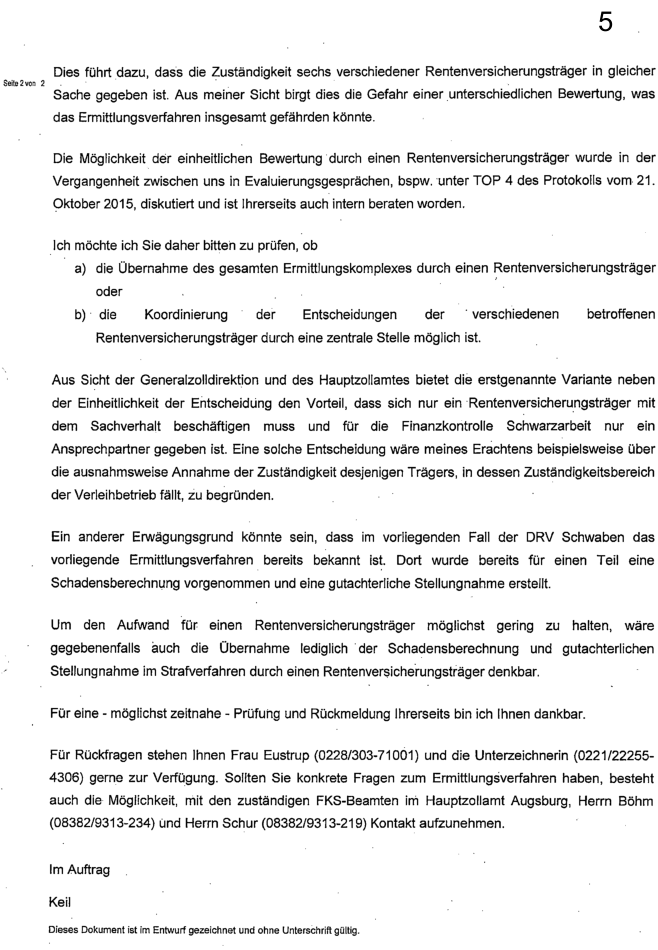 5
Dies führt dazu, dass die Zuständigkeit sechs verschiedener Rentenversicherungsträger in gleicher
Seite 2 von 2
Sache gegeben ist. Aus meiner Sicht birgt dies die Gefahr einer unterschiedlichen Bewertung, was
das Ermittlungsverfahren insgesamt gefährden könnte.
Die Möglichkeit der einheitlichen Bewertung durch einen Rentenversicherungsträger wurde in der
Vergangenheit zwischen uns in Evaluierungsgesprächen, bspw. unter TOP 4 des Protokolls vom 21.
Oktober 2015, diskutiert und ist Ihrerseits auch intern beraten worden.
Ich möchte ich Sie daher bitten zu prüfen, ob
a) die Übernahme des gesamten Ermittlungskomplexes durch einen Rentenversicherungsträger
oder
b) die Koordinierung der Entscheidungen der verschiedenen betroffenen
Rentenversicherungsträger durch eine zentrale Stelle möglich ist.
Aus Sicht der Generalzolldirektion und des Hauptzollamtes bietet die erstgenannte Variante neben
der Einheitlichkeit der Entscheidung den Vorteil, dass sich nur ein Rentenversicherungsträger mit
dem Sachverhalt beschäftigen muss und für die Finanzkontrolle Schwarzarbeit nur ein
Ansprechpartner gegeben ist. Eine solche Entscheidung wäre meines Erachtens beispielsweise über
die ausnahmsweise Annahme der Zuständigkeit desjenigen Trägers, in dessen Zuständigkeitsbereich
der Verleihbetrieb fällt, zu begründen.
Ein anderer Erwägungsgrund könnte sein, dass im vorliegenden Fall der DRV Schwaben das
vorliegende Ermittlungsverfahren bereits bekannt ist. Dort wurde bereits für einen Teil eine
Schadensberechnung vorgenommen und eine gutachterliche Stellungnahme erstellt.
Um den Aufwand für einen Rentenversicherungsträger möglichst gering zu halten, wäre
gegebenenfalls auch die Übernahme lediglich der Schadensberechnung und gutachterlichen
Stellungnahme im Strafverfahren durch einen Rentenversicherungsträger denkbar.
Für eine - möglichst zeitnahe - Prüfung und Rückmeldung Ihrerseits bin ich Ihnen dankbar.
Für Rückfragen stehen Ihnen Frau Eustrup (0228/303-71001) und die Unterzeichnerin (0221/22255-
4306) gerne zur Verfügung. Sollten Sie konkrete Fragen zum Ermittlungsverfahren haben, besteht
auch die Möglichkeit, mit den zuständigen FKS-Beamten im Hauptzollamt Augsburg, Herrn Böhm
(08382/9313-234) und Herrn Schur (08382/9313-219) Kontakt aufzunehmen.
Im Auftrag
Keil
Dieses Dokument ist im Entwurf gezeichnet und ohne Unterschrift gültig.